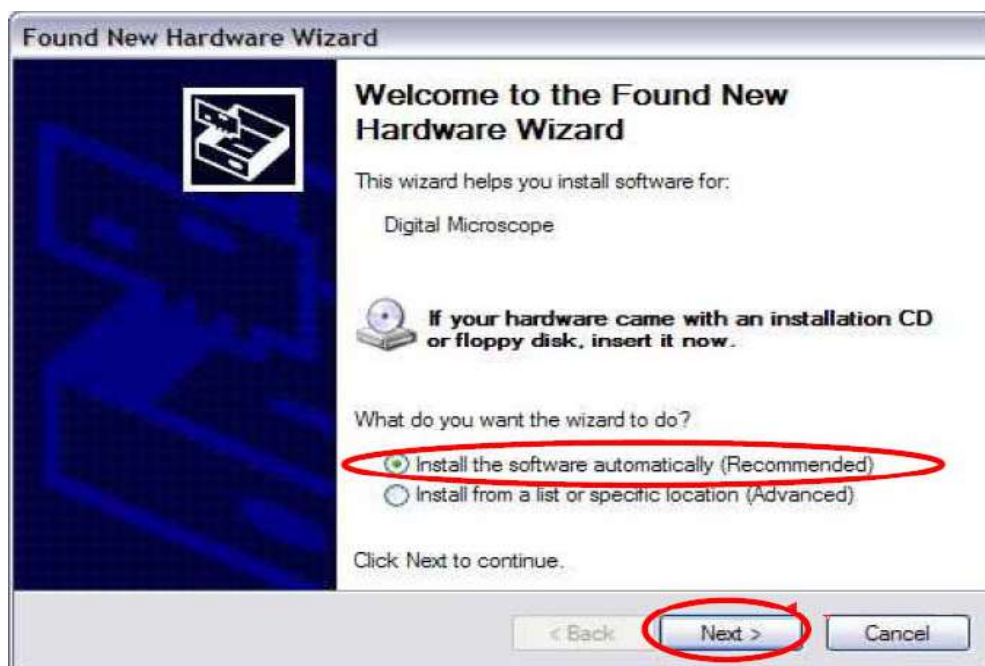 Found New Hardware Wizard
Welcome to the Found New
Hardware Wizard
This wizard helps you install software for:
Digital Microscope
If your hardware came with an installation CD
or floppy disk, insert it now.
What do you want the wizard to do?
Install the software automatically (Recommended)
Install from a list or specific location (Advanced)
Click Next to continue.
< Back Next > Cancel